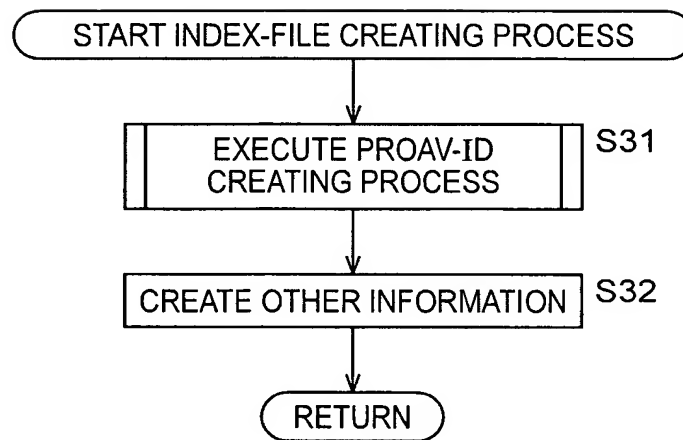 START INDEX-FILE CREATING PROCESS
EXECUTE PROAV-ID
CREATING PROCESS
S31
CREATE OTHER INFORMATION
S32
RETURN